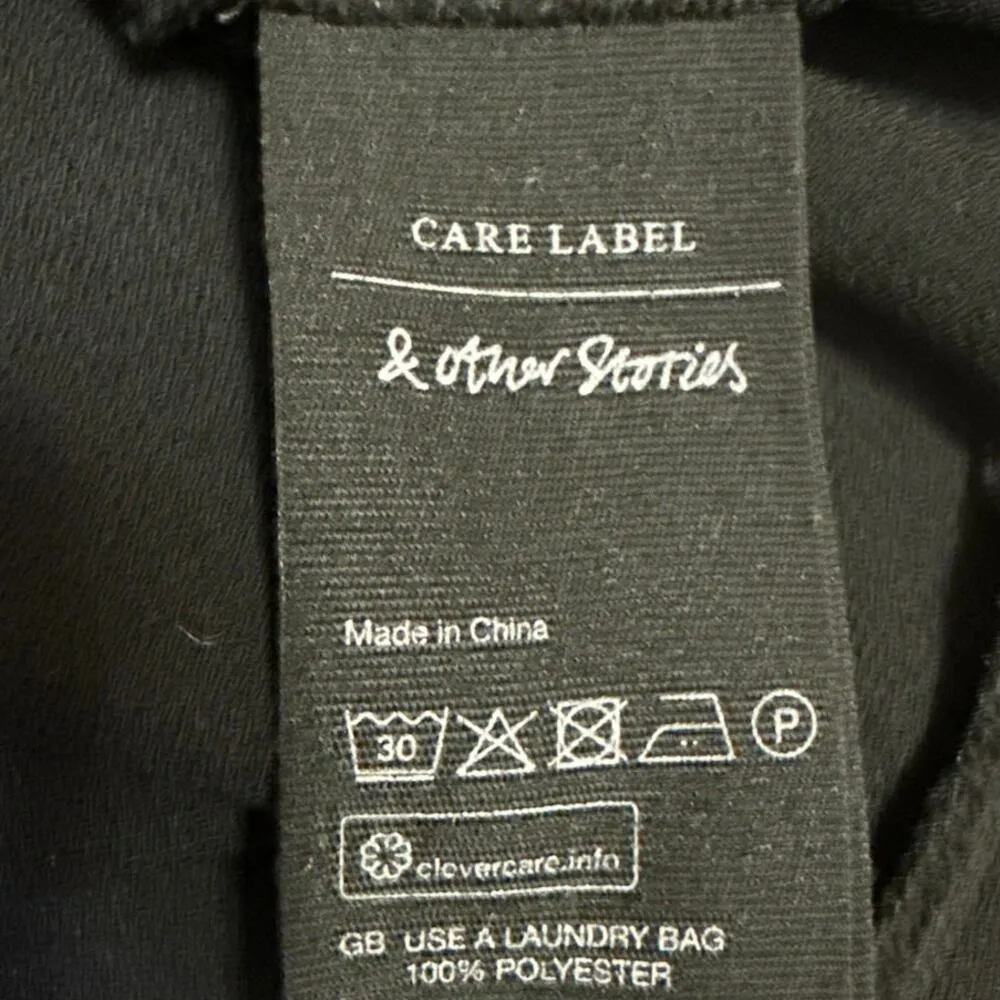 CARE LABEL
& other Stories
Made in China
30 P
clevercare.info
GB USE A LAUNDRY BAG
100% POLYESTER